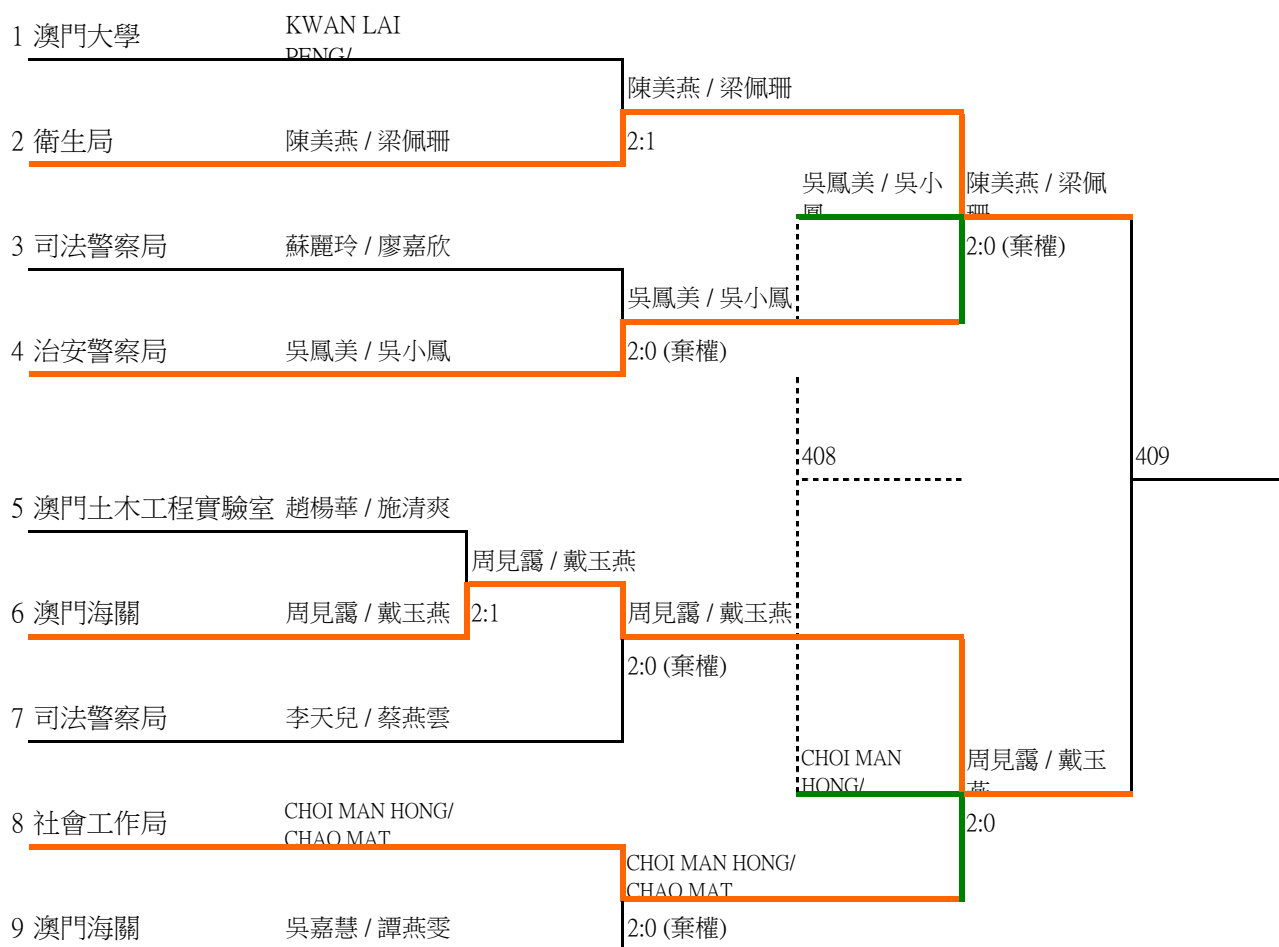 1 澳門大學 KWAN LAI
PENG/
陳美燕 / 梁佩珊
2 衛生局 陳美燕 / 梁佩珊 2:1
吳鳳美 / 吳小鳳
陳美燕 / 梁佩珊
3 司法警察局 蘇麗玲 / 廖嘉欣 2:0 (棄權)
吳鳳美 / 吳小鳳
4 治安警察局 吳鳳美 / 吳小鳳 2:0 (棄權)
408 409
5 澳門土木工程實驗室 趙楊華 / 施清爽
周見靄 / 戴玉燕
6 澳門海關 周見靄 / 戴玉燕 2:1 周見靄 / 戴玉燕
2:0 (棄權)
7 司法警察局 李天兒 / 蔡燕雲
CHOI MAN
HONG/
周見靄 / 戴玉
燕
8 社會工作局 CHOI MAN HONG/
CHAO MAT
2:0
CHOI MAN HONG/
CHAO MAT
9 澳門海關 吳嘉慧 / 譚燕雯 2:0 (棄權)